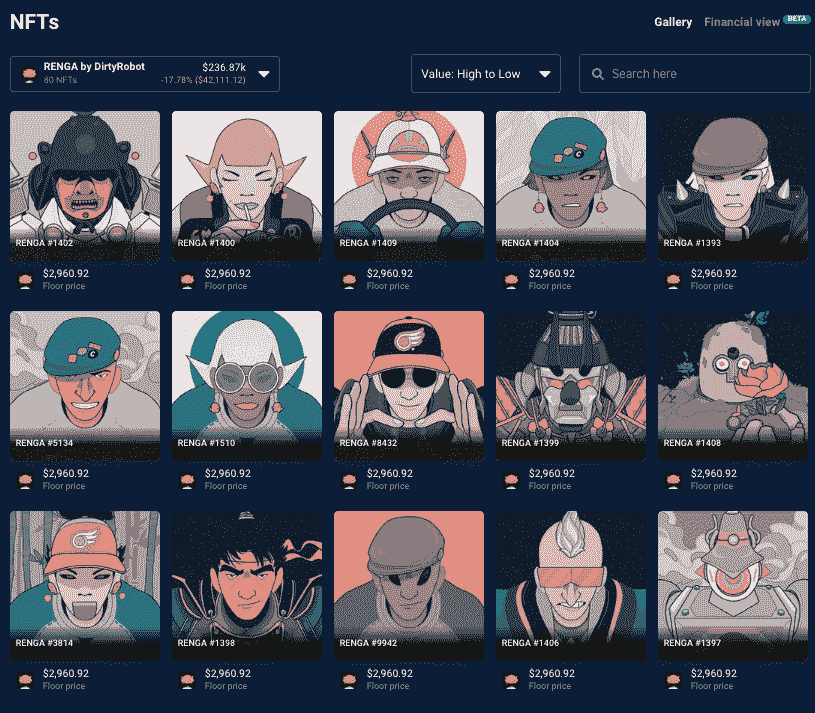 NFTs
Gallery Financial view BETA
RENGA by DirtyRobot $236.87k
80 NFTs -17.78% ($42,111.12)
Value: High to Low
Search here
RENGA #1402 RENGA #1400 RENGA #1409 RENGA #1404 RENGA #1393
$2,960.92 $2,960.92 $2,960.92 $2,960.92 $2,960.92
Floor price Floor price Floor price Floor price Floor price
RENGA #5134 RENGA #1510 RENGA #8432 RENGA #1399 RENGA #1408
$2,960.92 $2,960.92 $2,960.92 $2,960.92 $2,960.92
Floor price Floor price Floor price Floor price Floor price
RENGA #3814 RENGA #1398 RENGA #9942 RENGA #1406 RENGA #1397
$2,960.92 $2,960.92 $2,960.92 $2,960.92 $2,960.92
Floor price Floor price Floor price Floor price Floor price